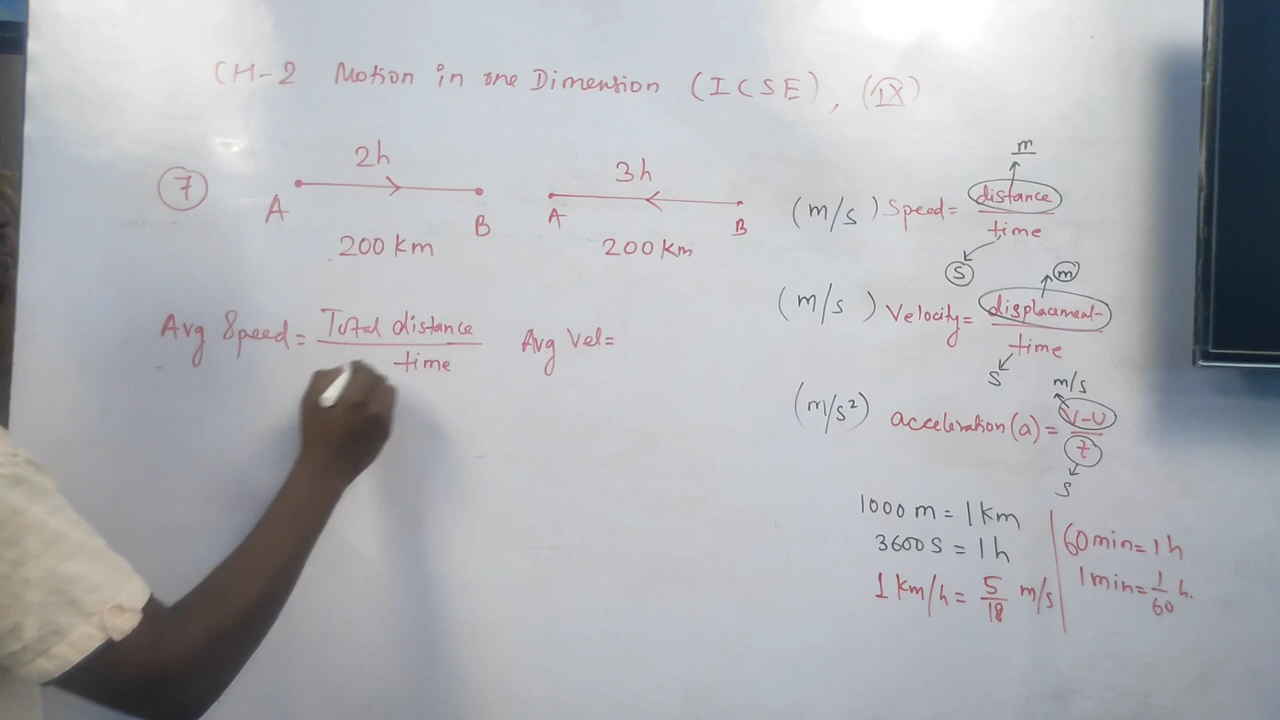 CH-2 Motion in one Dimension (ICSE), (IX)
7
2h
A B
200 km
3h
A B
200 km
Avg Speed = Total distance / time
Avg Vel =
m
(m/s) Speed = distance / time
S
m
(m/s) Velocity = displacement / time
S
m/s
(m/s²) acceleration (a) = V-U / t
S
1000 m = 1 km
3600 S = 1 h
1 km/h = 5/18 m/s
60 min = 1 h
1 min = 1/60 h.